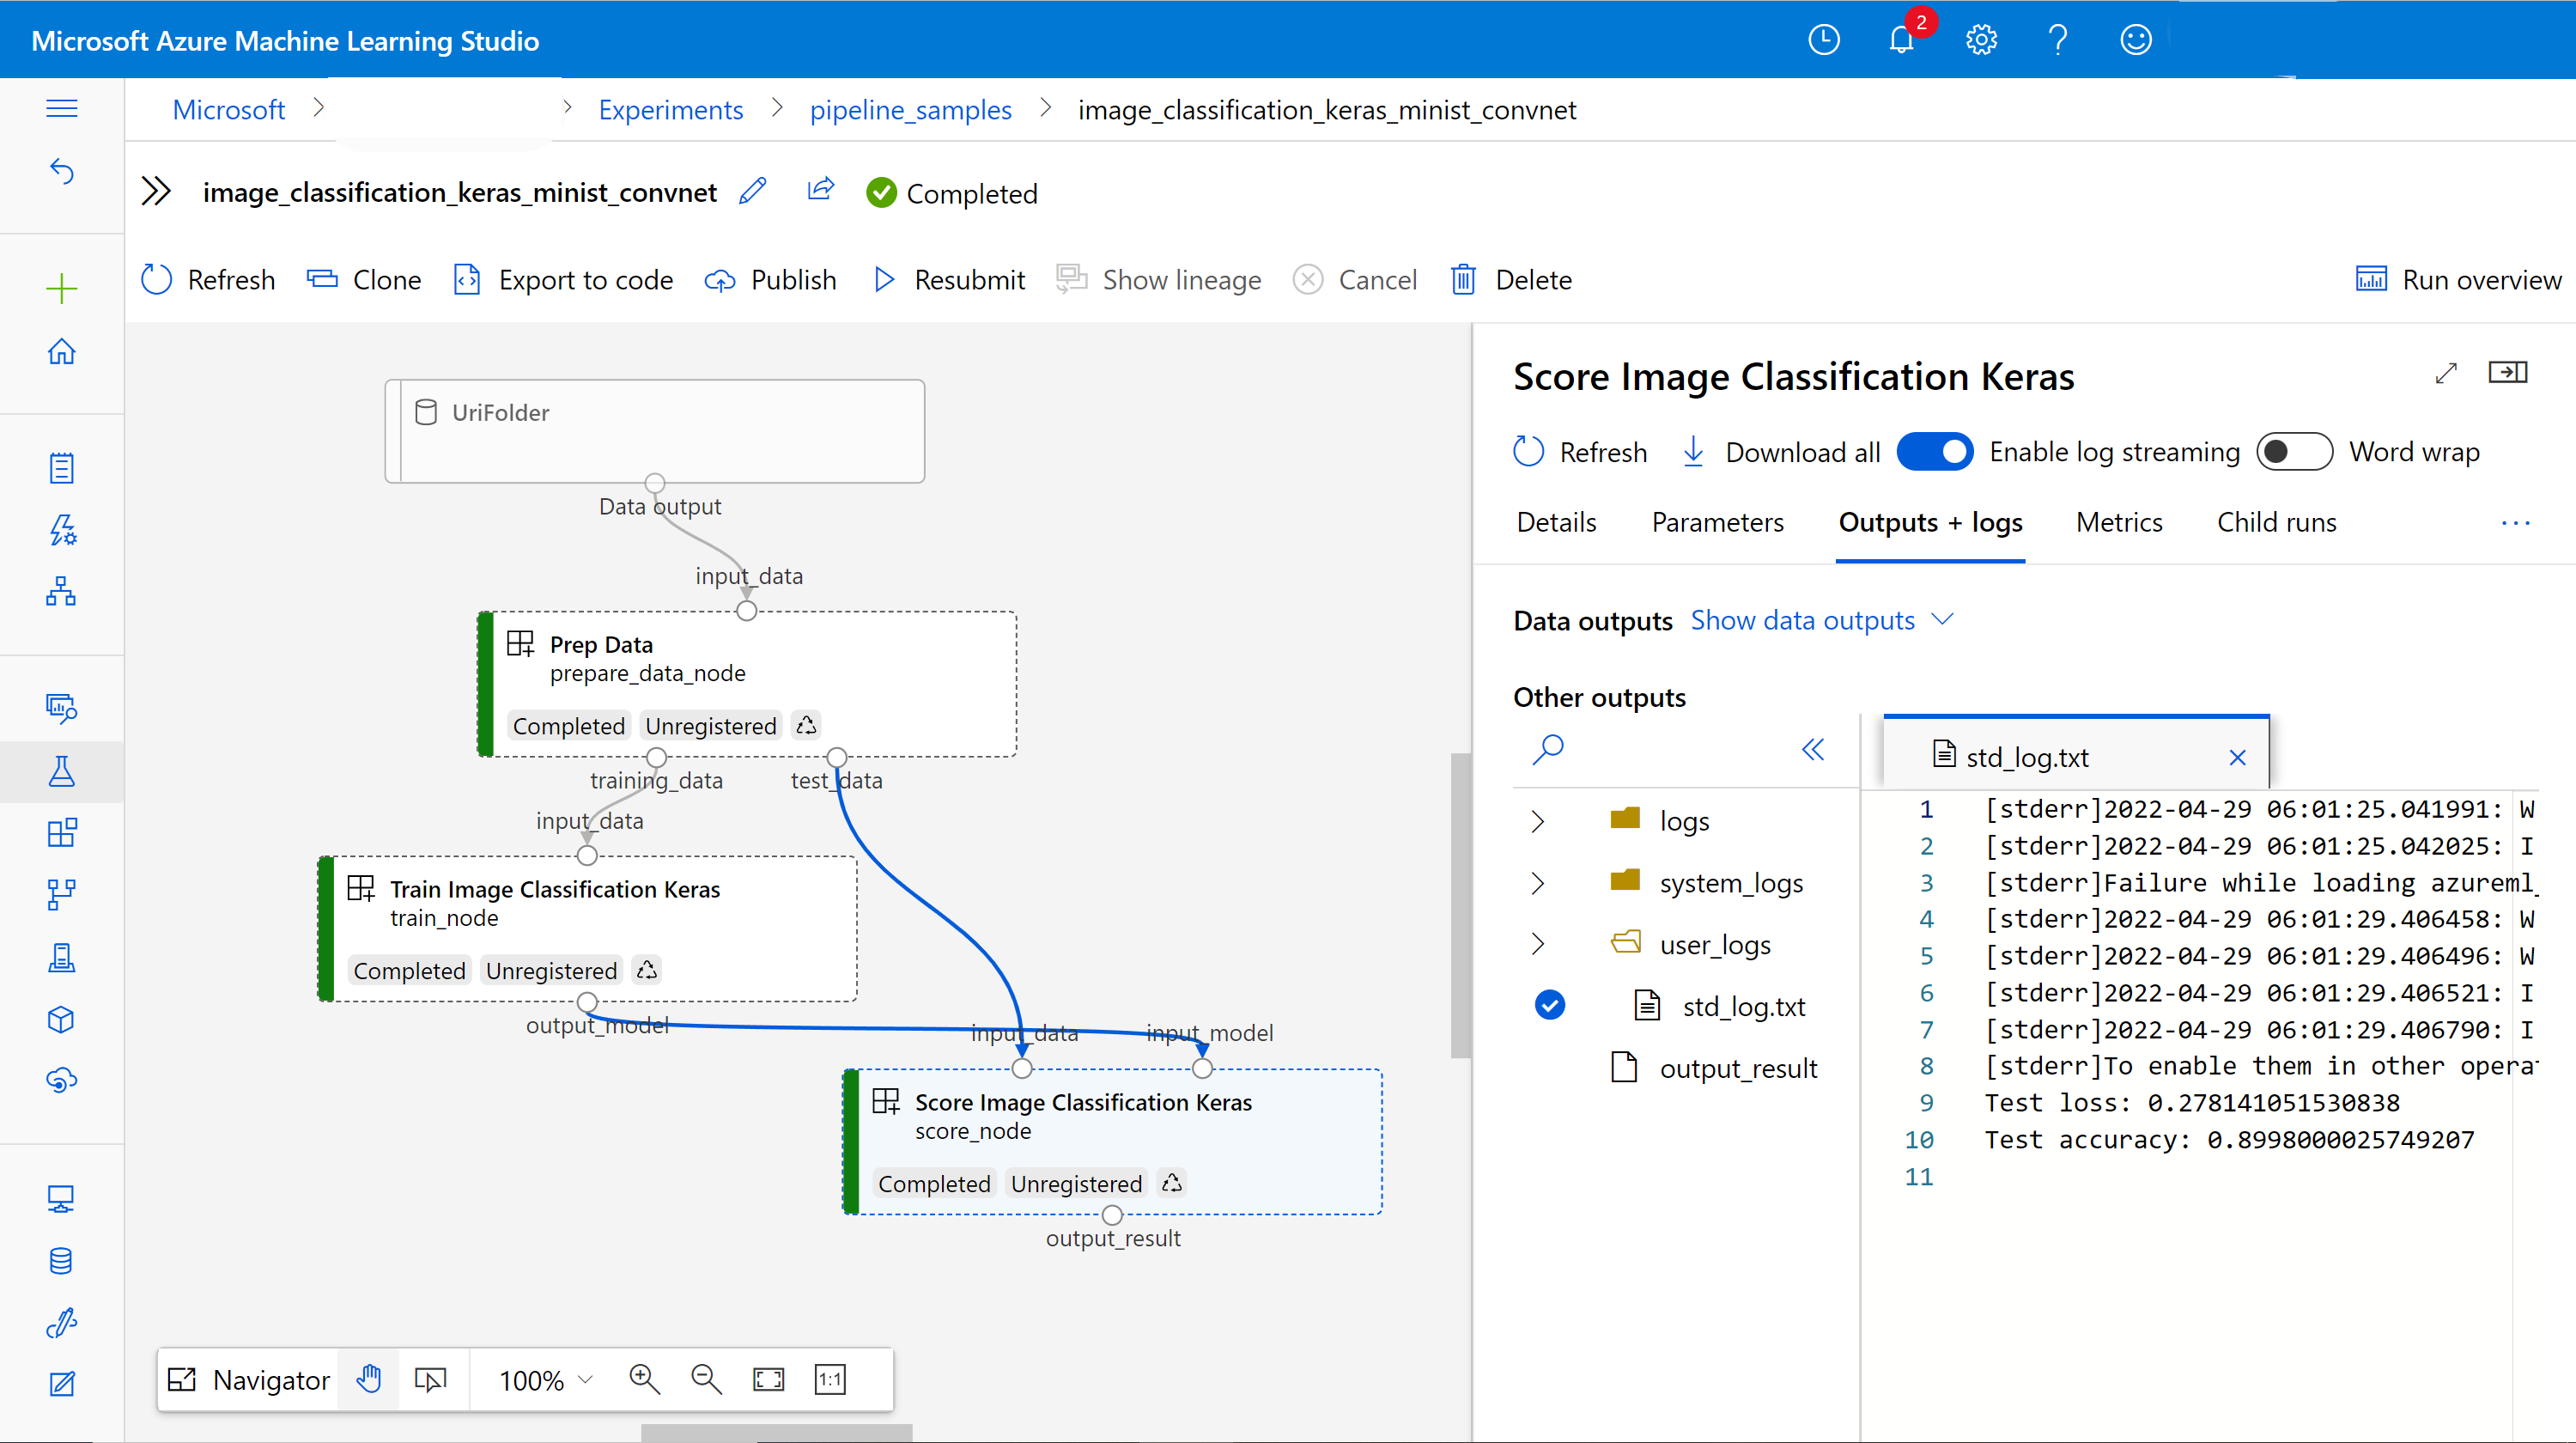 Microsoft Azure Machine Learning Studio
2
Microsoft > > Experiments > pipeline_samples > image_classification_keras_minist_convnet
image_classification_keras_minist_convnet Completed
Refresh Clone Export to code Publish Resubmit Show lineage Cancel Delete Run overview
UriFolder
Data output
input_data
Prep Data
prepare_data_node
Completed Unregistered
training_data test_data
input_data
Train Image Classification Keras
train_node
Completed Unregistered
output_model input_data input_model
Score Image Classification Keras
score_node
Completed Unregistered
output_result
Navigator 100% 1:1
Score Image Classification Keras
Refresh Download all Enable log streaming Word wrap
Details Parameters Outputs + logs Metrics Child runs ...
Data outputs Show data outputs
Other outputs
logs
system_logs
user_logs
std_log.txt
output_result
std_log.txt
1 [stderr]2022-04-29 06:01:25.041991: W
2 [stderr]2022-04-29 06:01:25.042025: I
3 [stderr]Failure while loading azureml_
4 [stderr]2022-04-29 06:01:29.406458: W
5 [stderr]2022-04-29 06:01:29.406496: W
6 [stderr]2022-04-29 06:01:29.406521: I
7 [stderr]2022-04-29 06:01:29.406790: I
8 [stderr]To enable them in other
9 Test loss: 0.278141051530838
10 Test accuracy: 0.8998000025749207
11